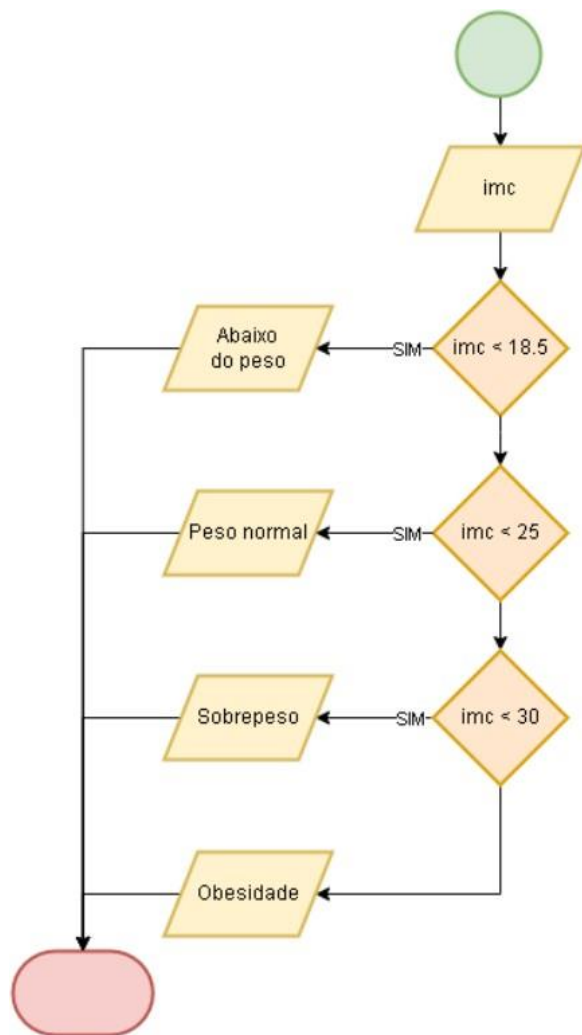 imc
Abaixo
do peso
SIM
imc < 18.5
Peso normal
SIM
imc < 25
Sobrepeso
SIM
imc < 30
Obesidade